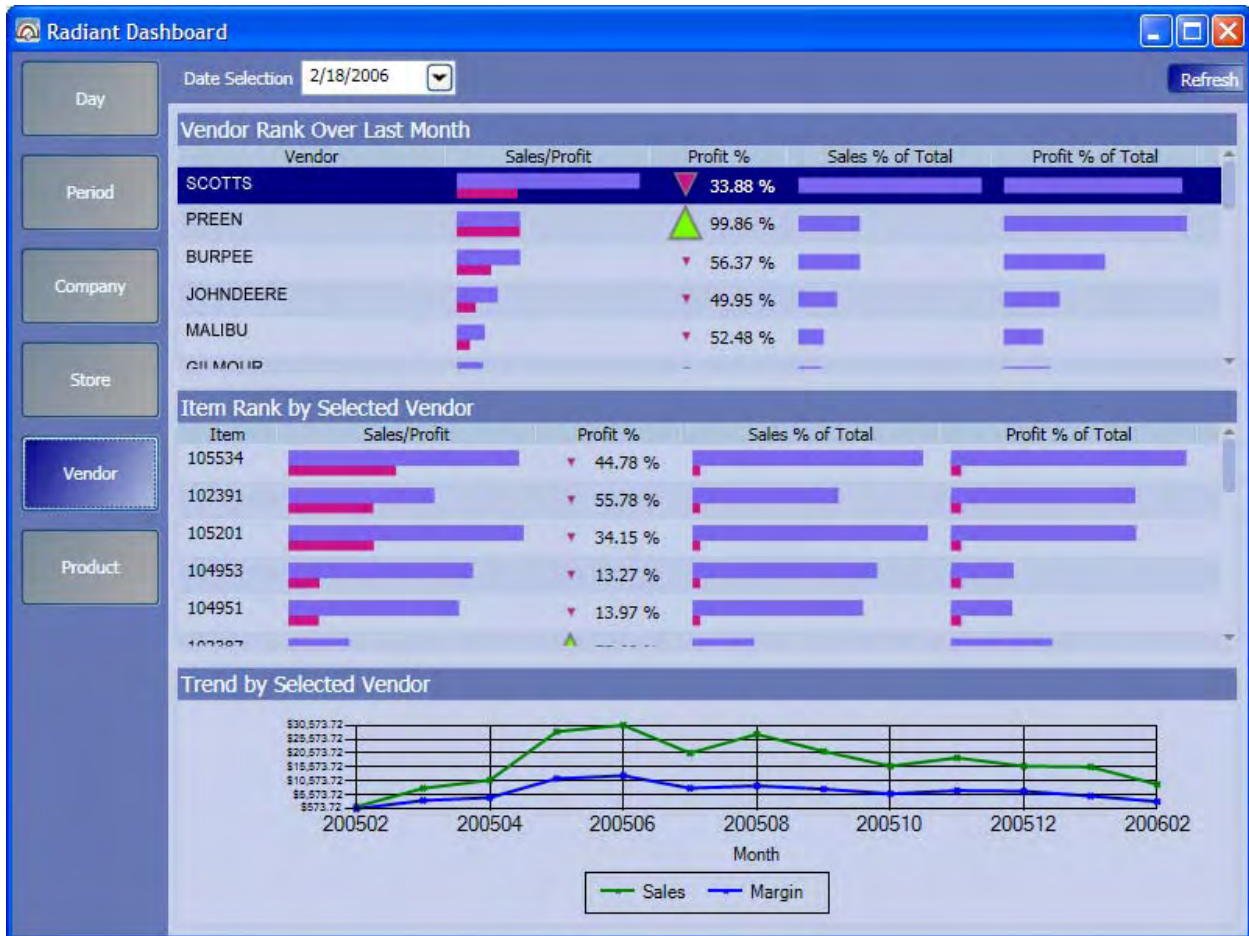 Radiant Dashboard
Day
Period
Company
Store
Vendor
Product
Date Selection 2/18/2006
Refresh
Vendor Rank Over Last Month
Vendor Sales/Profit Profit % Sales % of Total Profit % of Total
SCOTTS 33.88 %
PREEN 99.86 %
BURPEE 56.37 %
JOHNDEERE 49.95 %
MALIBU 52.48 %
GILMOUR
Item Rank by Selected Vendor
Item Sales/Profit Profit % Sales % of Total Profit % of Total
105534 44.78 %
102391 55.78 %
105201 34.15 %
104953 13.27 %
104951 13.97 %
102387
Trend by Selected Vendor
$30,573.72
$25,573.72
$20,573.72
$15,573.72
$10,573.72
$5,573.72
$573.72
200502 200504 200506 200508 200510 200512 200602
Month
Sales Margin